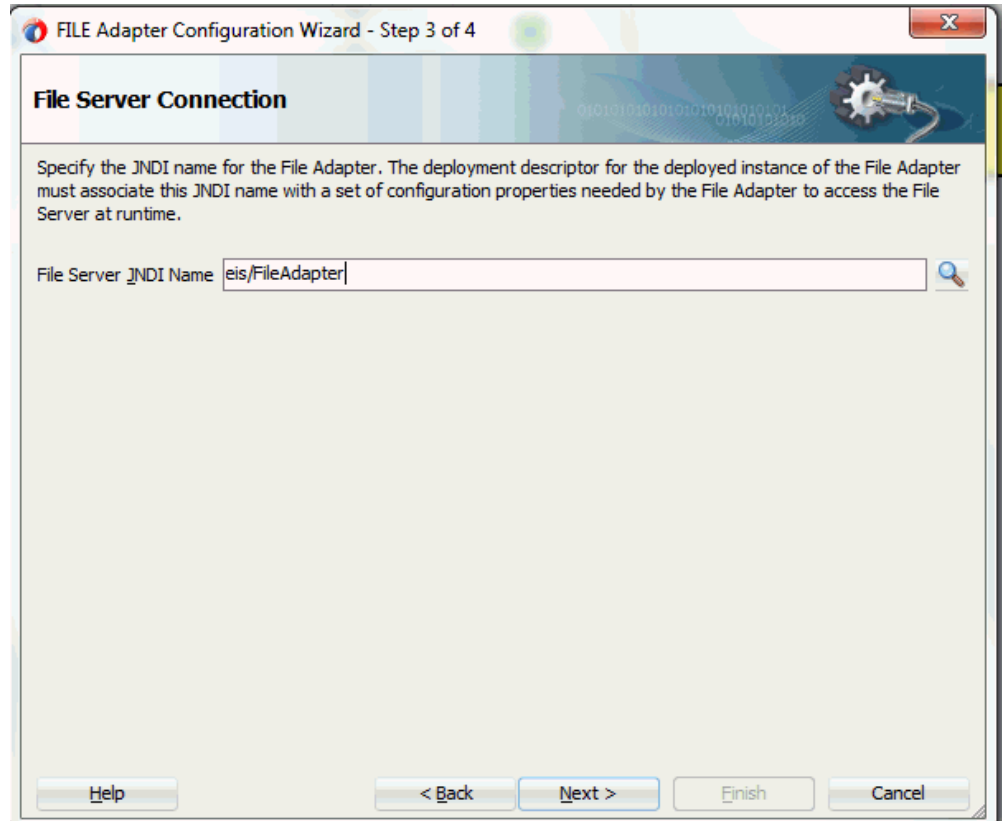 FILE Adapter Configuration Wizard - Step 3 of 4
File Server Connection
Specify the JNDI name for the File Adapter. The deployment descriptor for the deployed instance of the File Adapter
must associate this JNDI name with a set of configuration properties needed by the File Adapter to access the File
Server at runtime.
File Server JNDI Name eis/FileAdapter
Help < Back Next > Finish Cancel